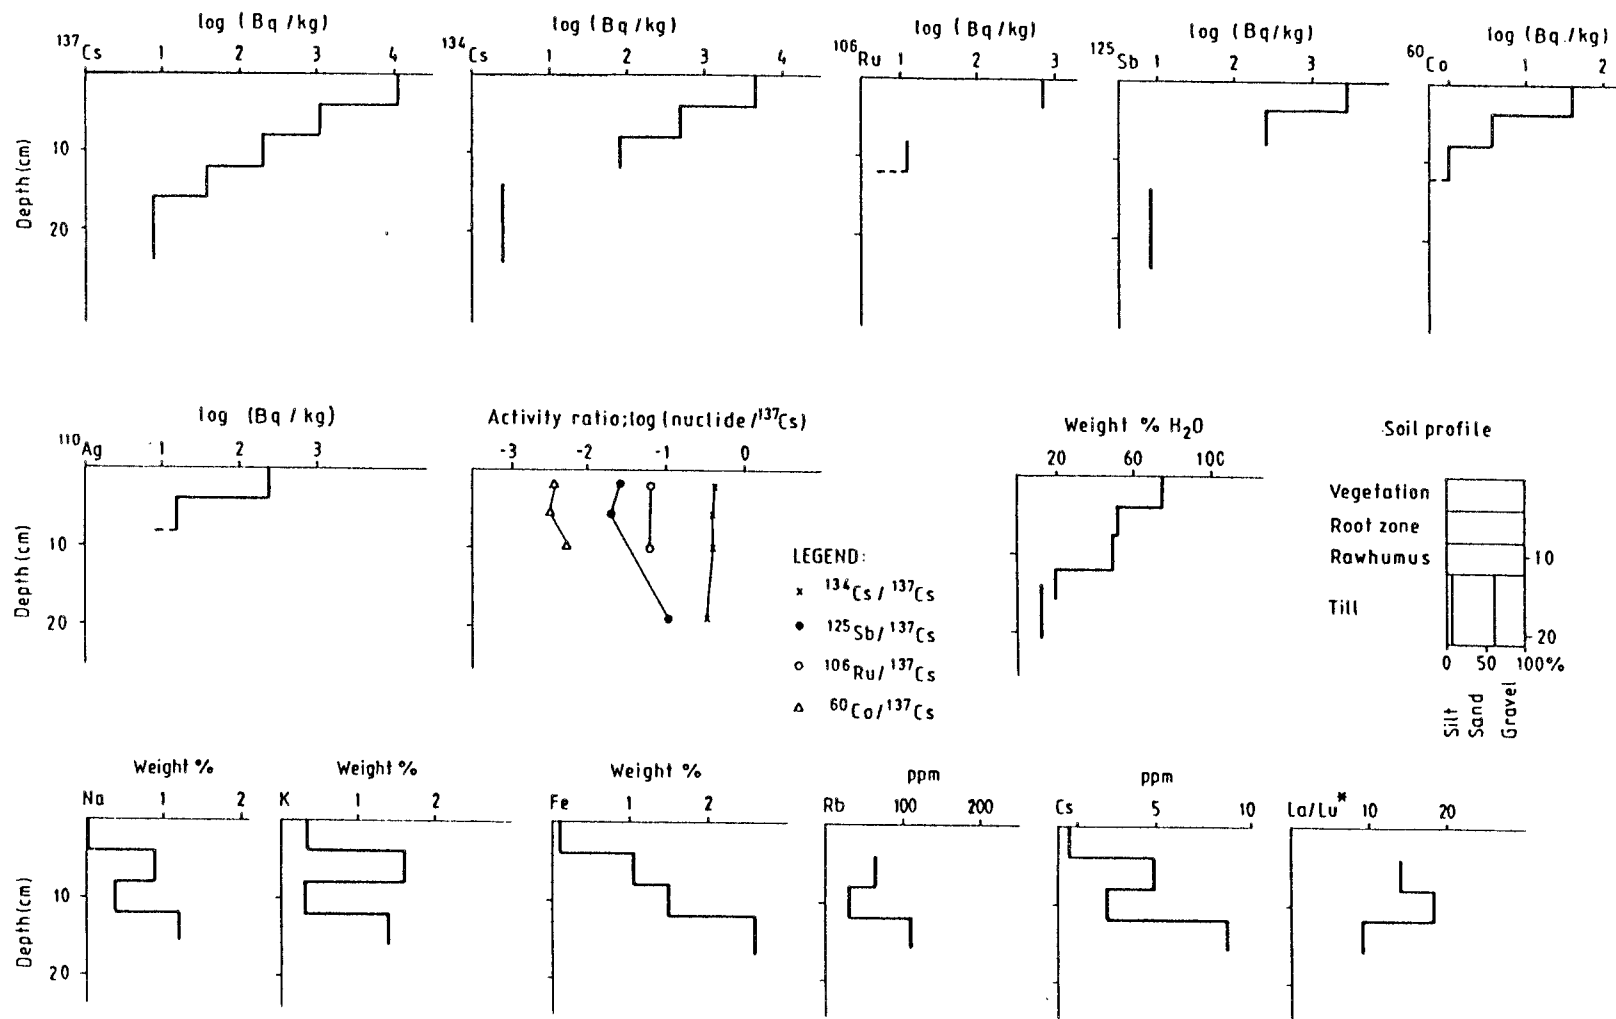 log (Bq/kg)
¹³⁷Cs 1 2 3 4
Depth (cm)
10
20
log (Bq/kg)
¹³⁴Cs 1 2 3 4
log (Bq/kg)
¹⁰⁶Ru 1 2 3
log (Bq/kg)
¹²⁵Sb 1 2 3
log (Bq./kg)
⁶⁰Co 1 2
log (Bq/kg)
¹¹⁰Ag 1 2 3
Depth (cm)
10
20
Activity ratio; log (nuclide/¹³⁷Cs)
-3 -2 -1 0
LEGEND:
x ¹³⁴Cs/¹³⁷Cs
● ¹²⁵Sb/¹³⁷Cs
○ ¹⁰⁶Ru/¹³⁷Cs
△ ⁶⁰Co/¹³⁷Cs
Weight % H₂O
20 60 100
Soil profile
Vegetation
Root zone
Rawhumus 10
Till
20
0 50 100%
Silt
Sand
Gravel
Weight %
Na 1 2
Depth (cm)
10
20
Weight %
K 1 2
Weight %
Fe 1 2
ppm
Rb 100 200
ppm
Cs 5 10
La/Lu* 10 20